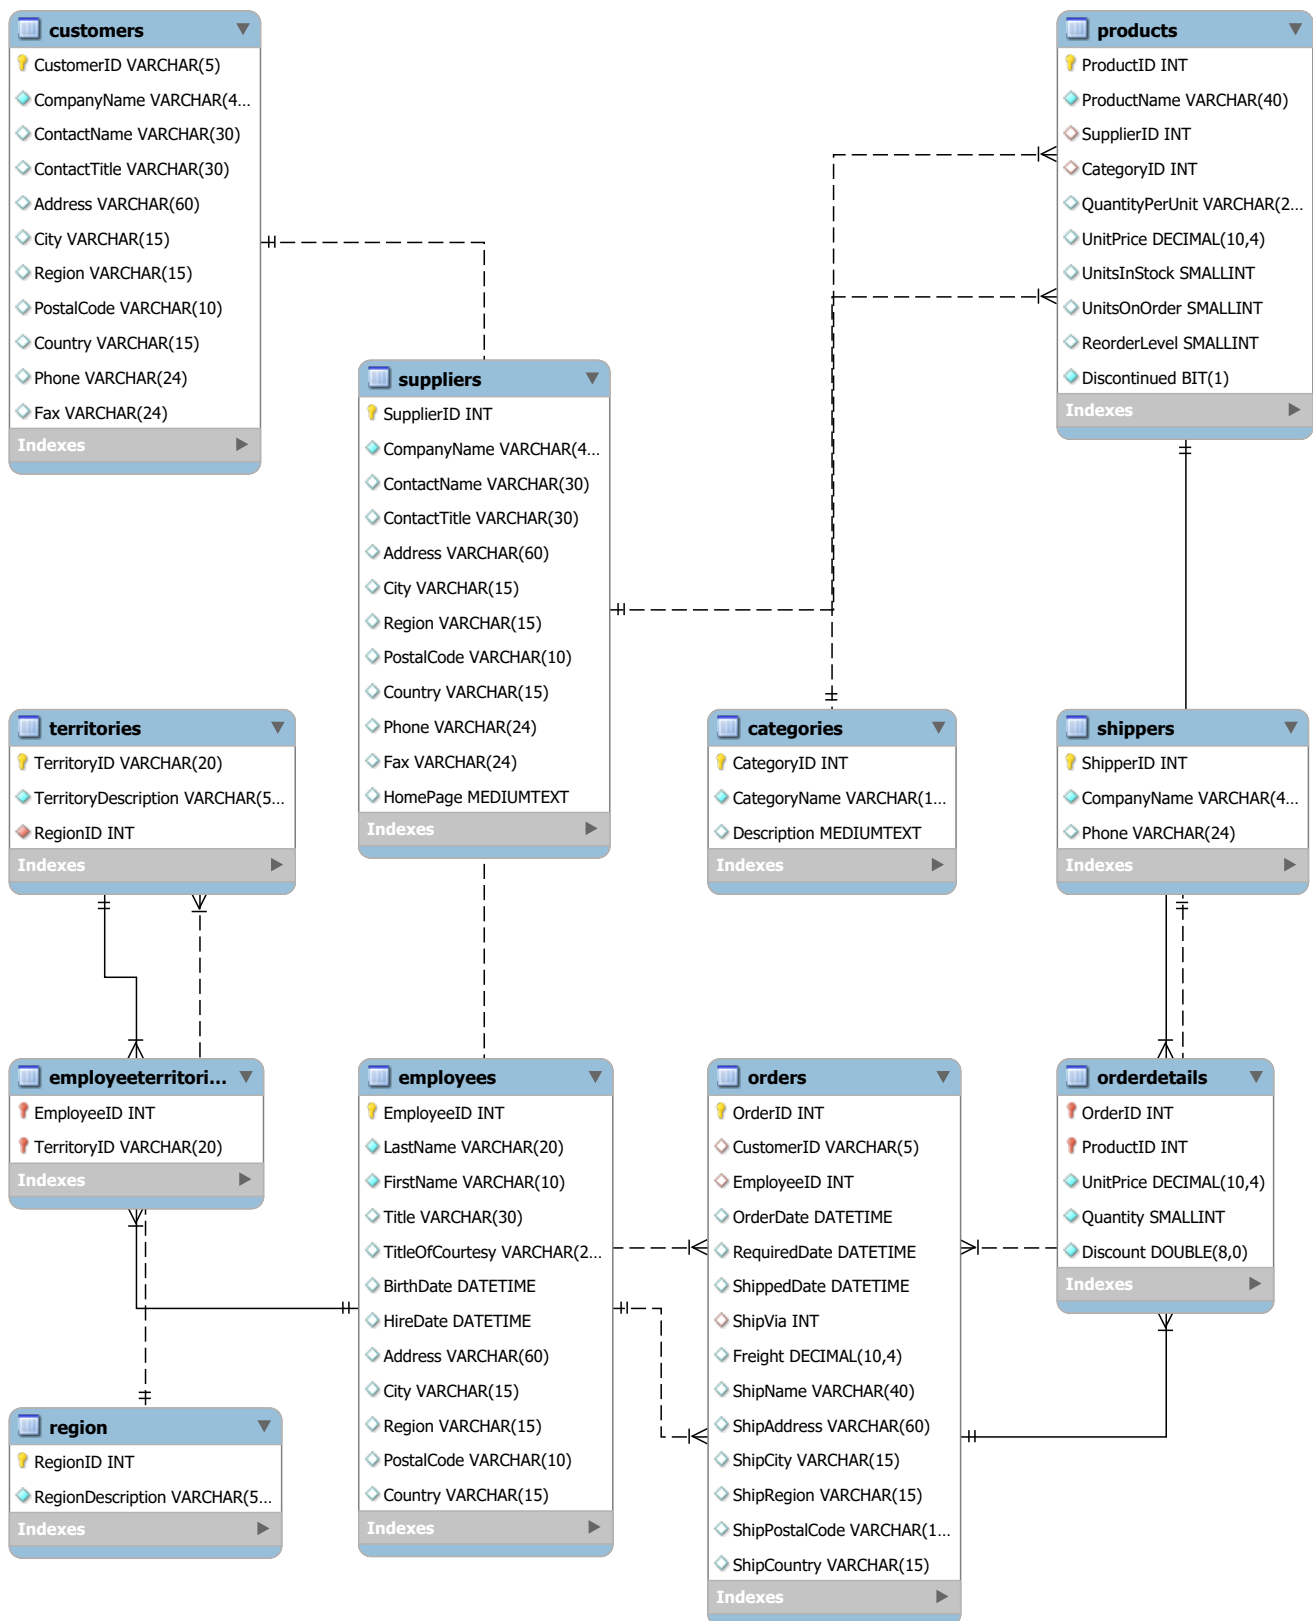 customers
CustomerID VARCHAR(5)
CompanyName VARCHAR(4...
ContactName VARCHAR(30)
ContactTitle VARCHAR(30)
Address VARCHAR(60)
City VARCHAR(15)
Region VARCHAR(15)
PostalCode VARCHAR(10)
Country VARCHAR(15)
Phone VARCHAR(24)
Fax VARCHAR(24)
Indexes
products
ProductID INT
ProductName VARCHAR(40)
SupplierID INT
CategoryID INT
QuantityPerUnit VARCHAR(2...
UnitPrice DECIMAL(10,4)
UnitsInStock SMALLINT
UnitsOnOrder SMALLINT
ReorderLevel SMALLINT
Discontinued BIT(1)
Indexes
suppliers
SupplierID INT
CompanyName VARCHAR(4...
ContactName VARCHAR(30)
ContactTitle VARCHAR(30)
Address VARCHAR(60)
City VARCHAR(15)
Region VARCHAR(15)
PostalCode VARCHAR(10)
Country VARCHAR(15)
Phone VARCHAR(24)
Fax VARCHAR(24)
HomePage MEDIUMTEXT
Indexes
territories
TerritoryID VARCHAR(20)
TerritoryDescription VARCHAR(5...
RegionID INT
Indexes
categories
CategoryID INT
CategoryName VARCHAR(1...
Description MEDIUMTEXT
Indexes
shippers
ShipperID INT
CompanyName VARCHAR(4...
Phone VARCHAR(24)
Indexes
employeeterritori...
EmployeeID INT
TerritoryID VARCHAR(20)
Indexes
employees
EmployeeID INT
LastName VARCHAR(20)
FirstName VARCHAR(10)
Title VARCHAR(30)
TitleOfCourtesy VARCHAR(2...
BirthDate DATETIME
HireDate DATETIME
Address VARCHAR(60)
City VARCHAR(15)
Region VARCHAR(15)
PostalCode VARCHAR(10)
Country VARCHAR(15)
Indexes
orders
OrderID INT
CustomerID VARCHAR(5)
EmployeeID INT
OrderDate DATETIME
RequiredDate DATETIME
ShippedDate DATETIME
ShipVia INT
Freight DECIMAL(10,4)
ShipName VARCHAR(40)
ShipAddress VARCHAR(60)
ShipCity VARCHAR(15)
ShipRegion VARCHAR(15)
ShipPostalCode VARCHAR(1...
ShipCountry VARCHAR(15)
Indexes
orderdetails
OrderID INT
ProductID INT
UnitPrice DECIMAL(10,4)
Quantity SMALLINT
Discount DOUBLE(8,0)
Indexes
region
RegionID INT
RegionDescription VARCHAR(5...
Indexes